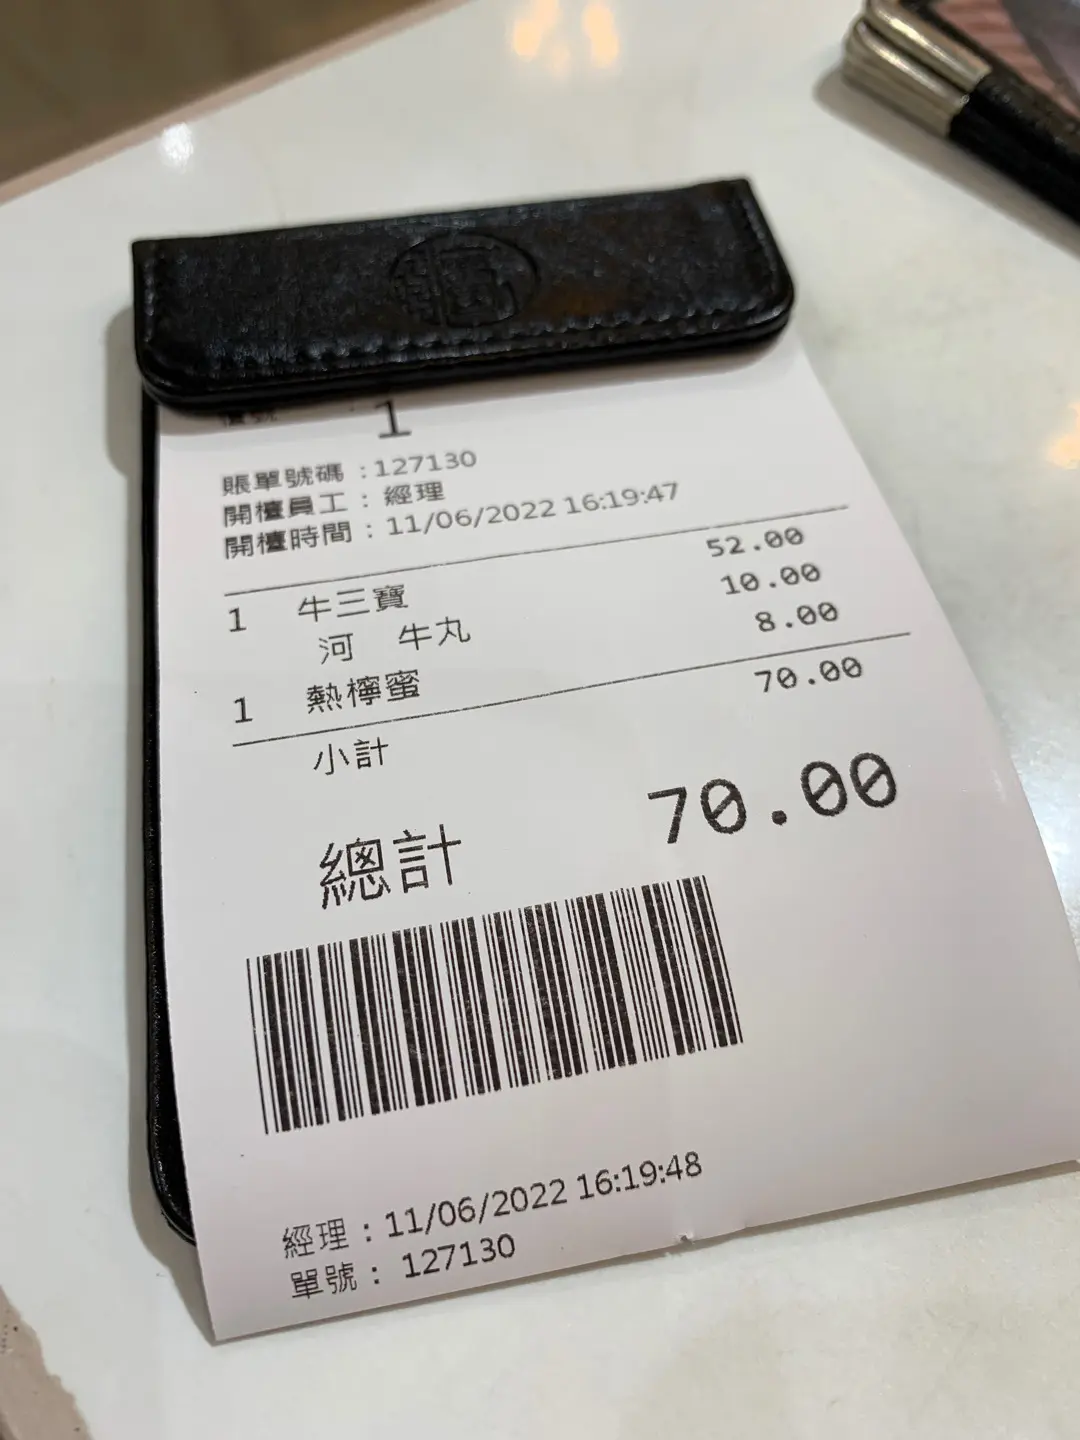 1
賬單號碼：127130
開檯員工：經理
開檯時間：11/06/2022 16:19:47
1 牛三寶 52.00
河 牛丸 10.00
1 熱檸蜜 8.00
小計 70.00
總計 70.00
經理：11/06/2022 16:19:48
單號：127130